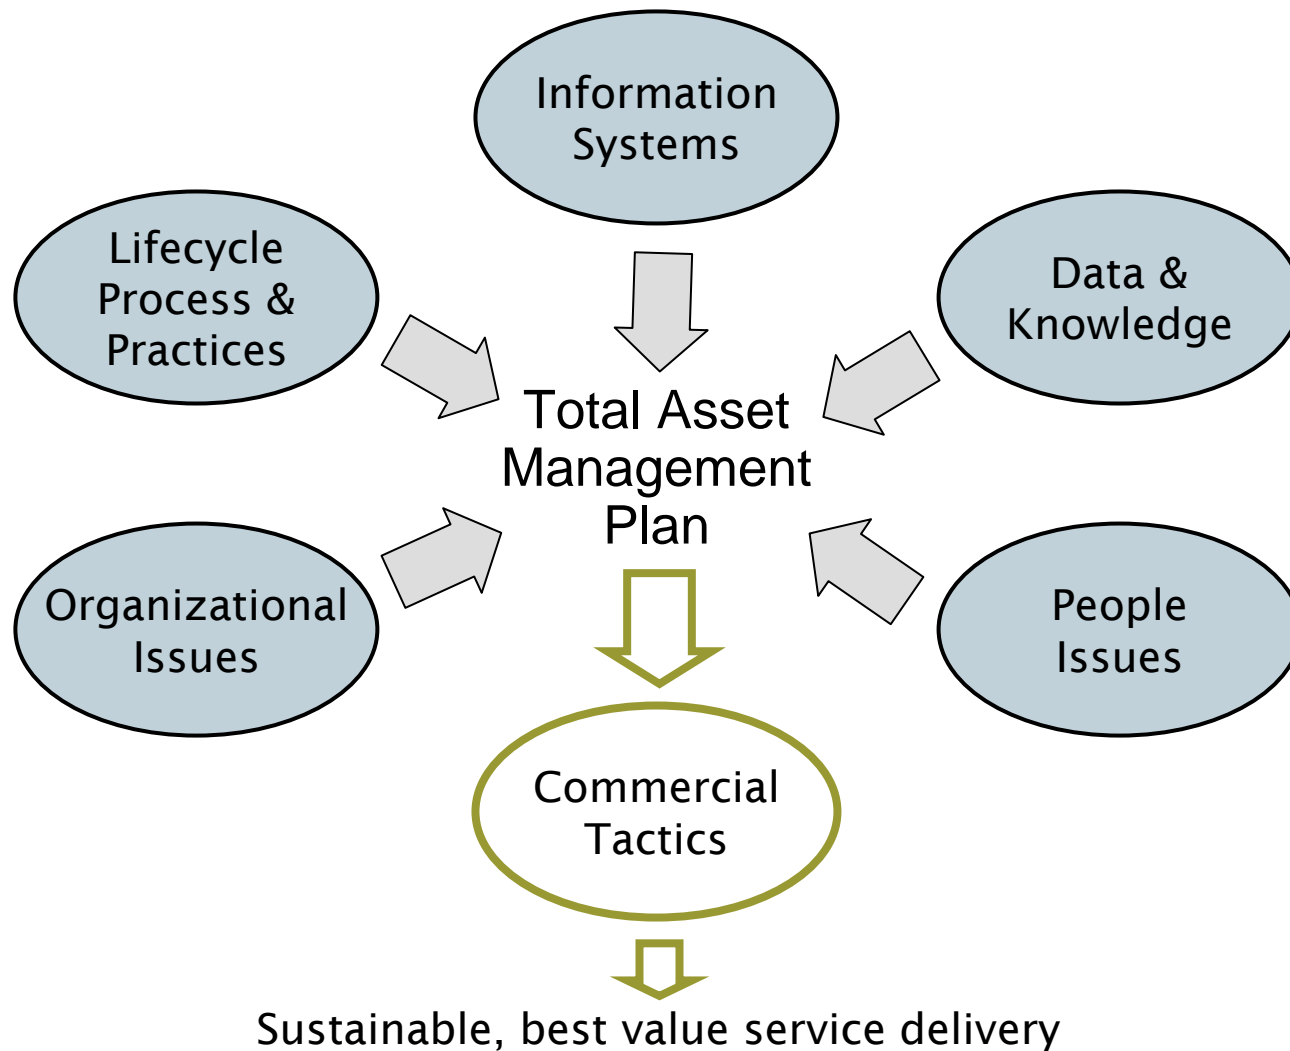 Information
Systems
Lifecycle
Process &
Practices
Data &
Knowledge
Total Asset
Management
Plan
Organizational
Issues
People
Issues
Commercial
Tactics
Sustainable, best value service delivery